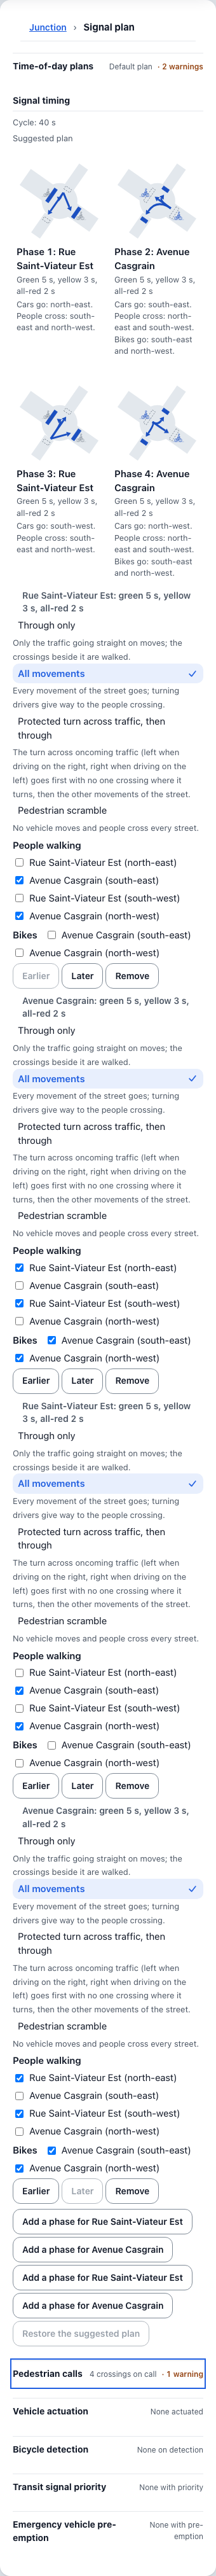 Junction › Signal plan
Time-of-day plans Default plan · 2 warnings
Signal timing
Cycle: 40 s
Suggested plan
Phase 1: Rue
Saint-Viateur Est
Green 5 s, yellow 3 s,
all-red 2 s
Cars go: north-east.
People cross: south-
east and north-west.
Phase 2: Avenue
Casgrain
Green 5 s, yellow 3 s,
all-red 2 s
Cars go: south-east.
People cross: north-east
and south-west.
Bikes go: south-east
and north-west.
Phase 3: Rue
Saint-Viateur Est
Green 5 s, yellow 3 s,
all-red 2 s
Cars go: south-west.
People cross: south-
east and north-west.
Phase 4: Avenue
Casgrain
Green 5 s, yellow 3 s,
all-red 2 s
Cars go: north-west.
People cross: north-
east and south-west.
Bikes go: south-east
and north-west.
Rue Saint-Viateur Est: green 5 s, yellow
3 s, all-red 2 s
Through only
Only the traffic going straight on moves; the
crossings beside it are walked.
All movements
Every movement of the street goes; turning
drivers give way to the people crossing.
Protected turn across traffic, then
through
The turn across oncoming traffic (left when
driving on the right, right when driving on the
left) goes first with no one crossing where it
turns, then the other movements of the street.
Pedestrian scramble
No vehicle moves and people cross every street.
People walking
Rue Saint-Viateur Est (north-east)
Avenue Casgrain (south-east)
Rue Saint-Viateur Est (south-west)
Avenue Casgrain (north-west)
Bikes Avenue Casgrain (south-east)
Avenue Casgrain (north-west)
Earlier Later Remove
Avenue Casgrain: green 5 s, yellow 3 s,
all-red 2 s
Through only
Only the traffic going straight on moves; the
crossings beside it are walked.
All movements
Every movement of the street goes; turning
drivers give way to the people crossing.
Protected turn across traffic, then
through
The turn across oncoming traffic (left when
driving on the right, right when driving on the
left) goes first with no one crossing where it
turns, then the other movements of the street.
Pedestrian scramble
No vehicle moves and people cross every street.
People walking
Rue Saint-Viateur Est (north-east)
Avenue Casgrain (south-east)
Rue Saint-Viateur Est (south-west)
Avenue Casgrain (north-west)
Bikes Avenue Casgrain (south-east)
Avenue Casgrain (north-west)
Earlier Later Remove
Rue Saint-Viateur Est: green 5 s, yellow
3 s, all-red 2 s
Through only
Only the traffic going straight on moves; the
crossings beside it are walked.
All movements
Every movement of the street goes; turning
drivers give way to the people crossing.
Protected turn across traffic, then
through
The turn across oncoming traffic (left when
driving on the right, right when driving on the
left) goes first with no one crossing where it
turns, then the other movements of the street.
Pedestrian scramble
No vehicle moves and people cross every street.
People walking
Rue Saint-Viateur Est (north-east)
Avenue Casgrain (south-east)
Rue Saint-Viateur Est (south-west)
Avenue Casgrain (north-west)
Bikes Avenue Casgrain (south-east)
Avenue Casgrain (north-west)
Earlier Later Remove
Avenue Casgrain: green 5 s, yellow 3 s,
all-red 2 s
Through only
Only the traffic going straight on moves; the
crossings beside it are walked.
All movements
Every movement of the street goes; turning
drivers give way to the people crossing.
Protected turn across traffic, then
through
The turn across oncoming traffic (left when
driving on the right, right when driving on the
left) goes first with no one crossing where it
turns, then the other movements of the street.
Pedestrian scramble
No vehicle moves and people cross every street.
People walking
Rue Saint-Viateur Est (north-east)
Avenue Casgrain (south-east)
Rue Saint-Viateur Est (south-west)
Avenue Casgrain (north-west)
Bikes Avenue Casgrain (south-east)
Avenue Casgrain (north-west)
Earlier Later Remove
Add a phase for Rue Saint-Viateur Est
Add a phase for Avenue Casgrain
Add a phase for Rue Saint-Viateur Est
Add a phase for Avenue Casgrain
Restore the suggested plan
Pedestrian calls 4 crossings on call · 1 warning
Vehicle actuation None actuated
Bicycle detection None on detection
Transit signal priority None with priority
Emergency vehicle pre-
emption
None with pre-
emption